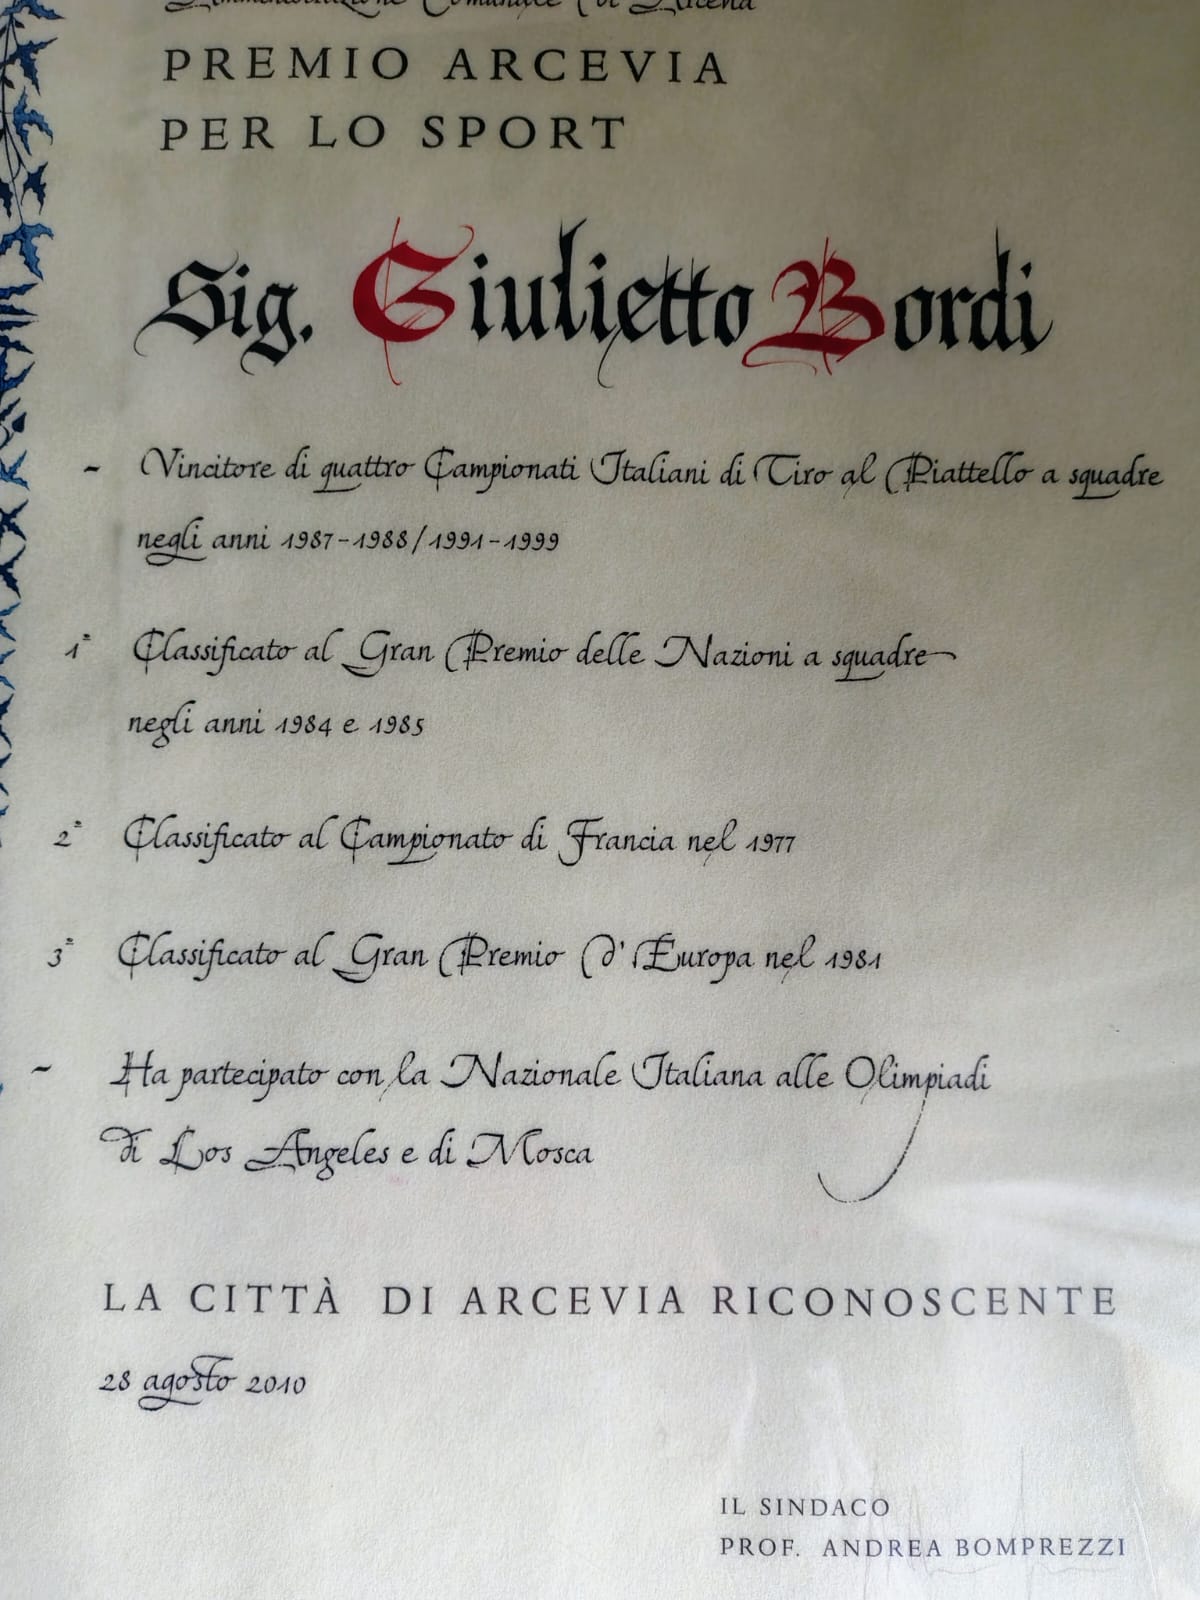 Amministrazione Comunale di Arcevia
PREMIO ARCEVIA
PER LO SPORT
Sig. Giulietto Bordi
- Vincitore di quattro Campionati Italiani di Tiro al Piattello a squadre
negli anni 1987-1988/1991-1999
1° Classificato al Gran Premio delle Nazioni a squadre
negli anni 1984 e 1985
2° Classificato al Campionato di Francia nel 1977
3° Classificato al Gran Premio d'Europa nel 1981
- Ha partecipato con la Nazionale Italiana alle Olimpiadi
di Los Angeles e di Mosca
LA CITTÀ DI ARCEVIA RICONOSCENTE
28 agosto 2010
IL SINDACO
PROF. ANDREA BOMPREZZI